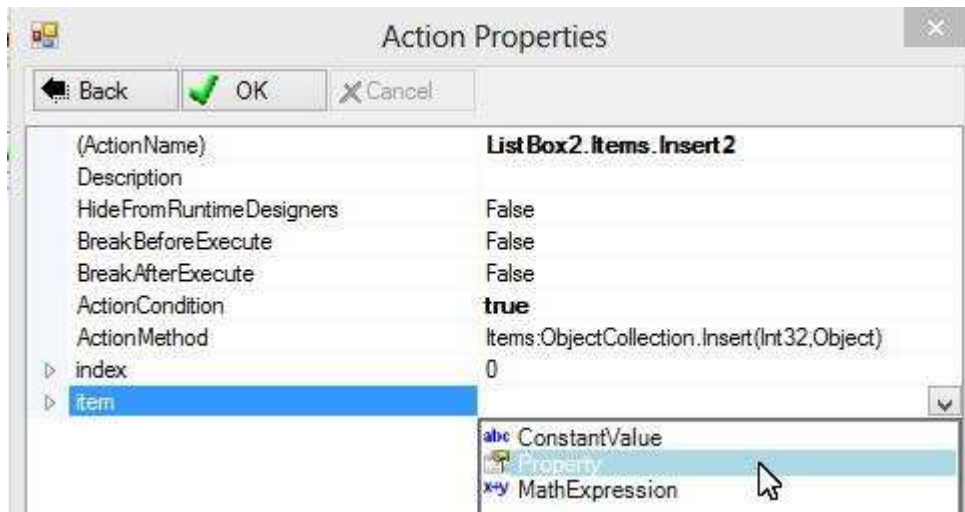 Action Properties
Back OK Cancel
(ActionName) ListBox2.Items.Insert2
Description
HideFromRuntimeDesigners False
BreakBeforeExecute False
BreakAfterExecute False
ActionCondition true
ActionMethod Items:ObjectCollection.Insert(Int32,Object)
index 0
item
abc ConstantValue
Property
x+y MathExpression